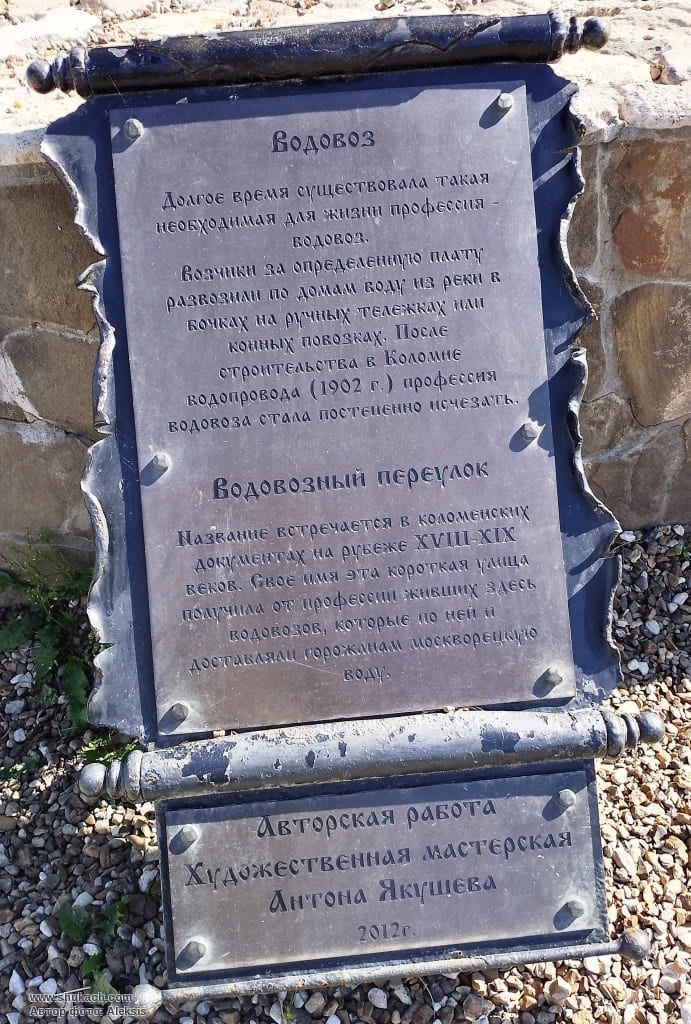 Водовоз
Долгое время существовала такая
необходимая для жизни профессия -
водовоз.
Возчики за определенную плату
развозили по домам воду из реки в
бочках на ручных тележках или
конных повозках. После
строительства в Коломне
водопровода (1902 г.) профессия
водовоза стала постепенно исчезать.
Водовозный переулок
Название встречается в коломенских
документах на рубеже XVIII-XIX
веков. Свое имя эта короткая улица
получила от профессии живших здесь
водовозов, которые по ней и
доставляли горожанам москворецкую
воду.
Авторская работа
Художественная мастерская
Антона Якушева
2012г.
www.shukach.com
Автор фото: Aleksis